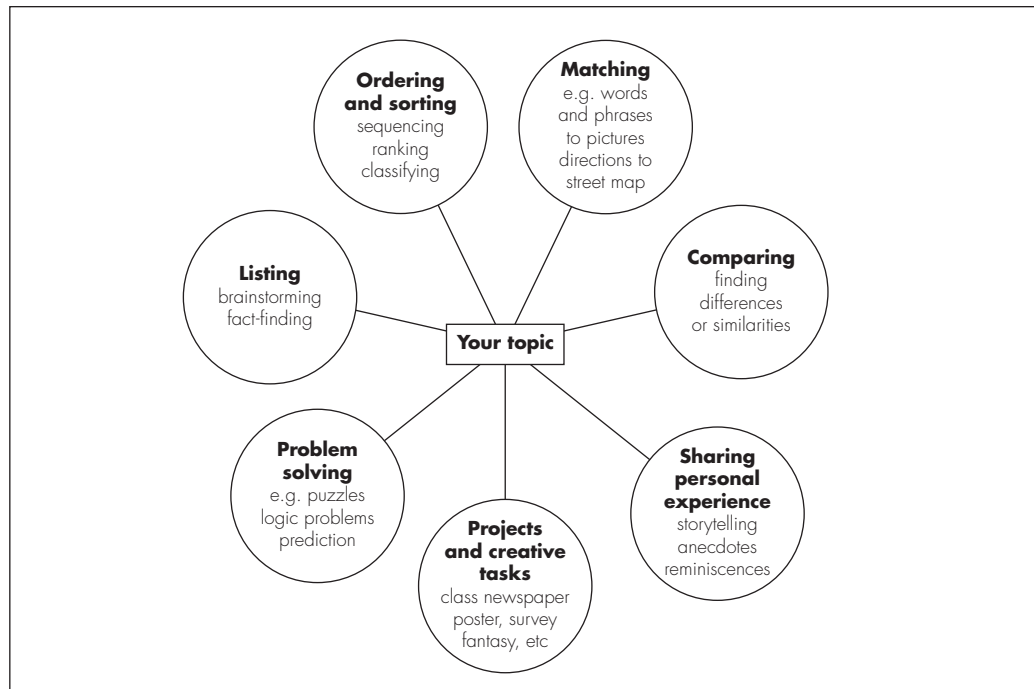 Ordering
and sorting
sequencing
ranking
classifying
Matching
e.g. words
and phrases
to pictures
directions to
street map
Listing
brainstorming
fact-finding
Comparing
finding
differences
or similarities
Your topic
Problem
solving
e.g. puzzles
logic problems
prediction
Projects
and creative
tasks
class newspaper
poster, survey
fantasy, etc
Sharing
personal
experience
storytelling
anecdotes
reminiscences